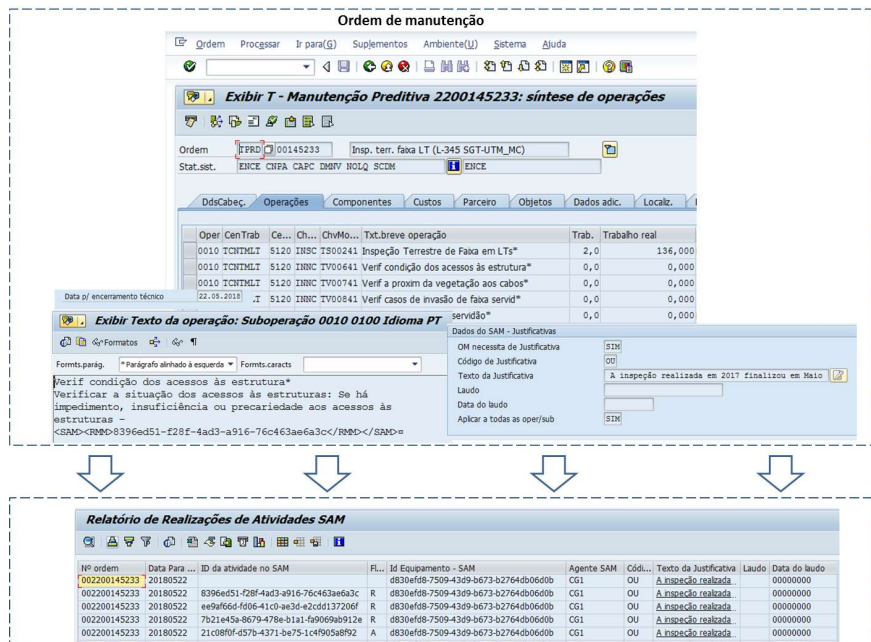 Ordem de manutenção
Ordem Processar Ir para(G) Suplementos Ambiente(U) Sistema Ajuda
Exibir T - Manutenção Preditiva 2200145233: síntese de operações
Ordem TPRD 00145233 Insp. terr. faixa LT (L-345 SGT-UTM_MC)
Stat.sist. ENCE CNPA CAPC DMNV NOLQ SCDM ENCE
DdsCabeç. Operações Componentes Custos Parceiro Objetos Dados adic. Localiz.
Oper CenTrab Ce... Ch... ChvMo... Txt.breve operação Trab. Trabalho real
0010 TCNTMLT 5120 INSC TS00241 Inspeção Terrestre de Faixa em LTs* 2,0 136,000
0010 TCNTMLT 5120 INNC TV00641 Verif condição dos acessos às estrutura* 0,0 0,000
0010 TCNTMLT 5120 INNC TV00741 Verif a proxim da vegetação aos cabos* 0,0 0,000
Data p/ encerramento técnico 22.05.2018 .T 5120 INNC TV00841 Verif casos de invasão de faixa servid* 0,0 0,000
servidão* 0,0 0,000
Exibir Texto da operação: Suboperação 0010 0100 Idioma PT
Formatos
Formts.parág. * Parágrafo alinhado à esquerda Formts.caracts
Verif condição dos acessos às estrutura*
Verificar a situação dos acessos às estruturas: Se há
impedimento, insuficiência ou precariedade aos acessos às
estruturas -
<SAM><RMM>8396ed51-f28f-4ad3-a916-76c463ae6a3c</RMM></SAM>¤
Dados do SAM - Justificativas
OM necessita de Justificativa SIM
Código de Justificativa OU
Texto da Justificativa A inspeção realizada em 2017 finalizou em Maio
Laudo
Data do laudo
Aplicar a todas as oper/sub SIM
Relatório de Realizações de Atividades SAM
Nº ordem Data Para ... ID da atividade no SAM Fl... Id Equipamento - SAM Agente SAM Códi... Texto da Justificativa Laudo Data do laudo
002200145233 20180522 d830efd8-7509-43d9-b673-b2764db06d0b CG1 OU A inspeção realizada 00000000
002200145233 20180522 8396ed51-f28f-4ad3-a916-76c463ae6a3c R d830efd8-7509-43d9-b673-b2764db06d0b CG1 OU A inspeção realizada 00000000
002200145233 20180522 ee9af66d-fd06-41c0-ae3d-e2cdd137206f R d830efd8-7509-43d9-b673-b2764db06d0b CG1 OU A inspeção realizada 00000000
002200145233 20180522 7b21e45a-8679-478e-b1a1-fa9069ab912e R d830efd8-7509-43d9-b673-b2764db06d0b CG1 OU A inspeção realizada 00000000
002200145233 20180522 21c08f0f-d57b-4371-be75-1c4f905a8f92 A d830efd8-7509-43d9-b673-b2764db06d0b CG1 OU A inspeção realizada 00000000